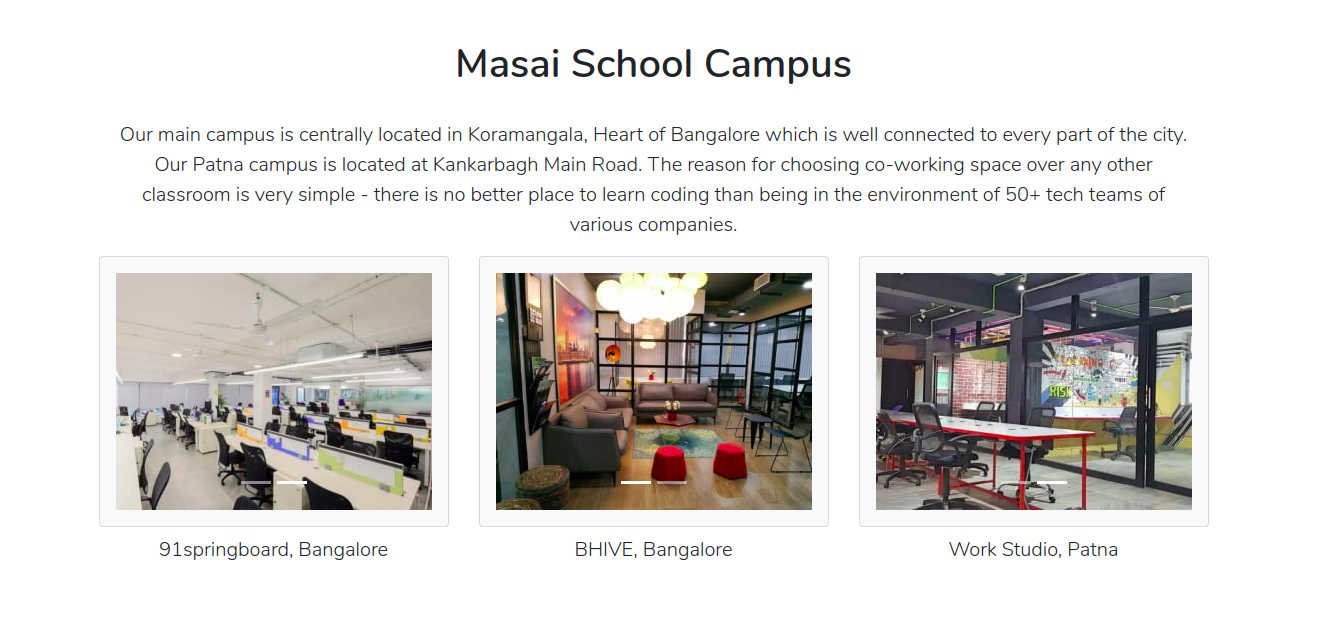 Masai School Campus
Our main campus is centrally located in Koramangala, Heart of Bangalore which is well connected to every part of the city.
Our Patna campus is located at Kankarbagh Main Road. The reason for choosing co-working space over any other
classroom is very simple - there is no better place to learn coding than being in the environment of 50+ tech teams of
various companies.
RISK
91springboard, Bangalore
BHIVE, Bangalore
Work Studio, Patna